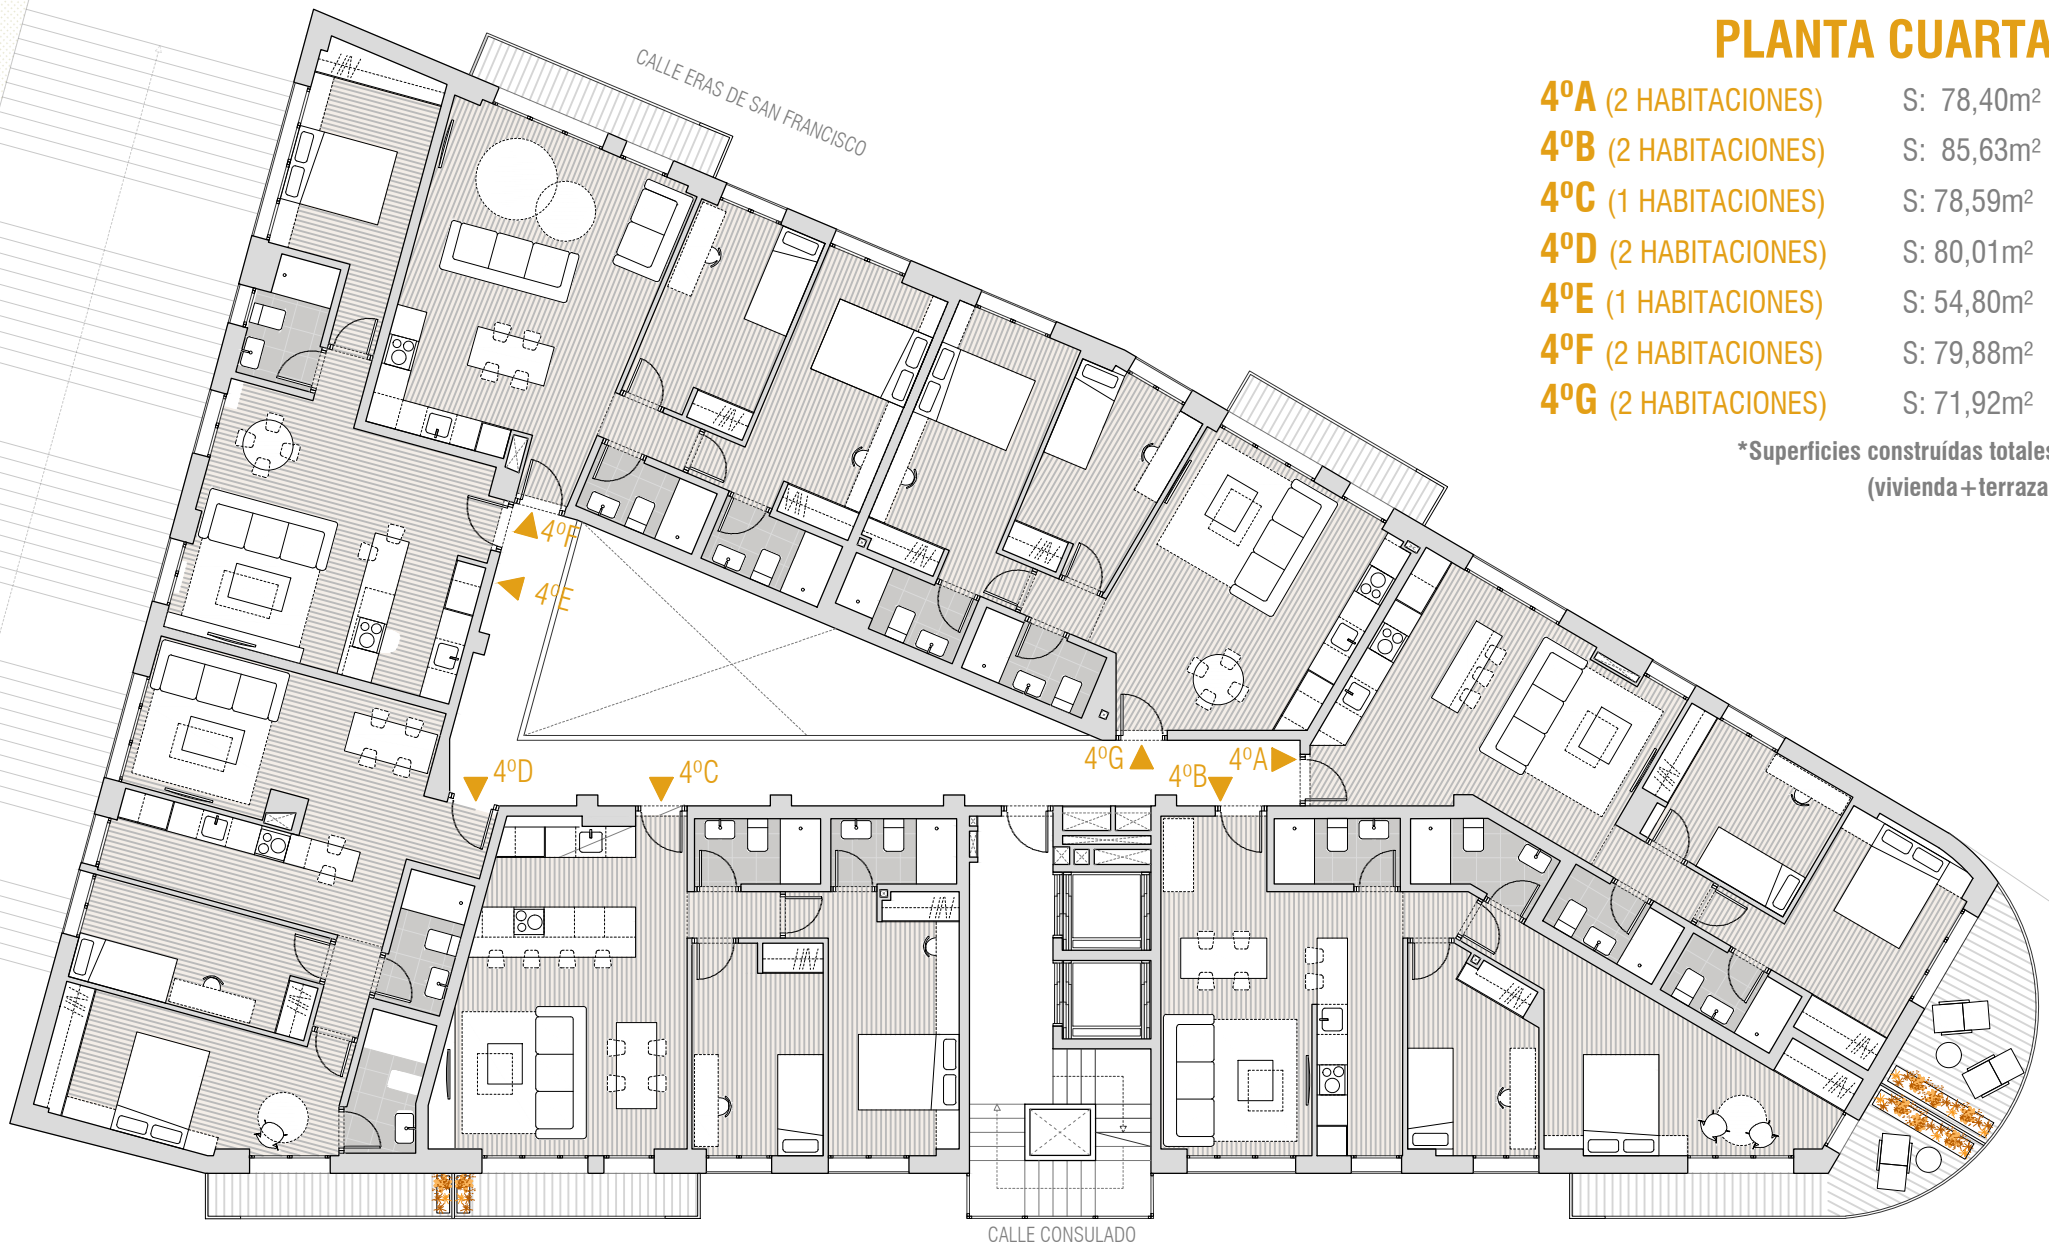 PLANTA CUARTA
4ºA (2 HABITACIONES) S: 78,40m²
4ºB (2 HABITACIONES) S: 85,63m²
4ºC (1 HABITACIONES) S: 78,59m²
4ºD (2 HABITACIONES) S: 80,01m²
4ºE (1 HABITACIONES) S: 54,80m²
4ºF (2 HABITACIONES) S: 79,88m²
4ºG (2 HABITACIONES) S: 71,92m²
*Superficies construídas totales
(vivienda+terraza
CALLE ERAS DE SAN FRANCISCO
4ºF
4ºE
4ºD
4ºC
4ºG
4ºB
4ºA
CALLE CONSULADO